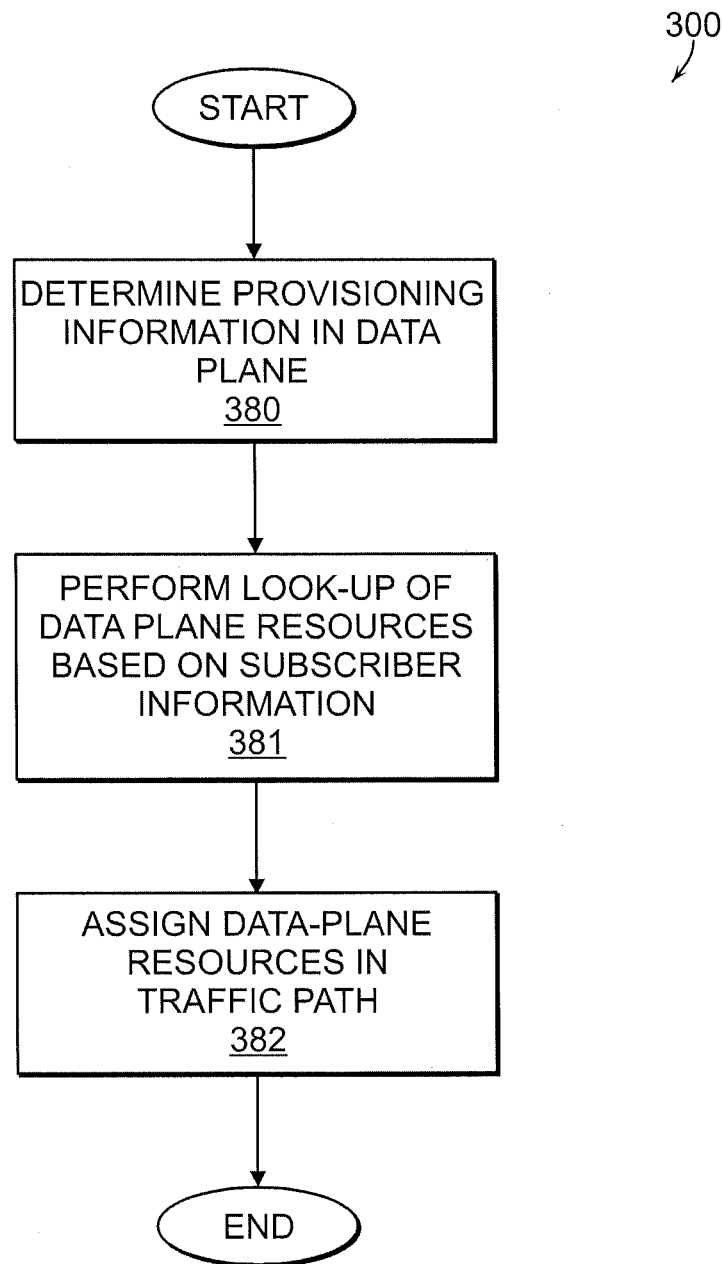 300
START
DETERMINE PROVISIONING
INFORMATION IN DATA
PLANE
380
PERFORM LOOK-UP OF
DATA PLANE RESOURCES
BASED ON SUBSCRIBER
INFORMATION
381
ASSIGN DATA-PLANE
RESOURCES IN
TRAFFIC PATH
382
END